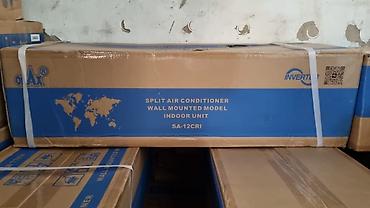 INVERTER
SPLIT AIR CONDITIONER
WALL MOUNTED MODEL
INDOOR UNIT
SA-12CRI